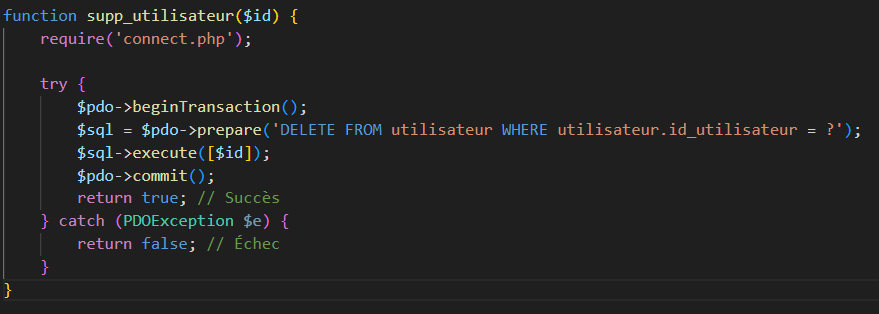 function supp_utilisateur($id) {
require('connect.php');
try {
$pdo->beginTransaction();
$sql = $pdo->prepare('DELETE FROM utilisateur WHERE utilisateur.id_utilisateur = ?');
$sql->execute([$id]);
$pdo->commit();
return true; // Succès
} catch (PDOException $e) {
return false; // Échec
}
}